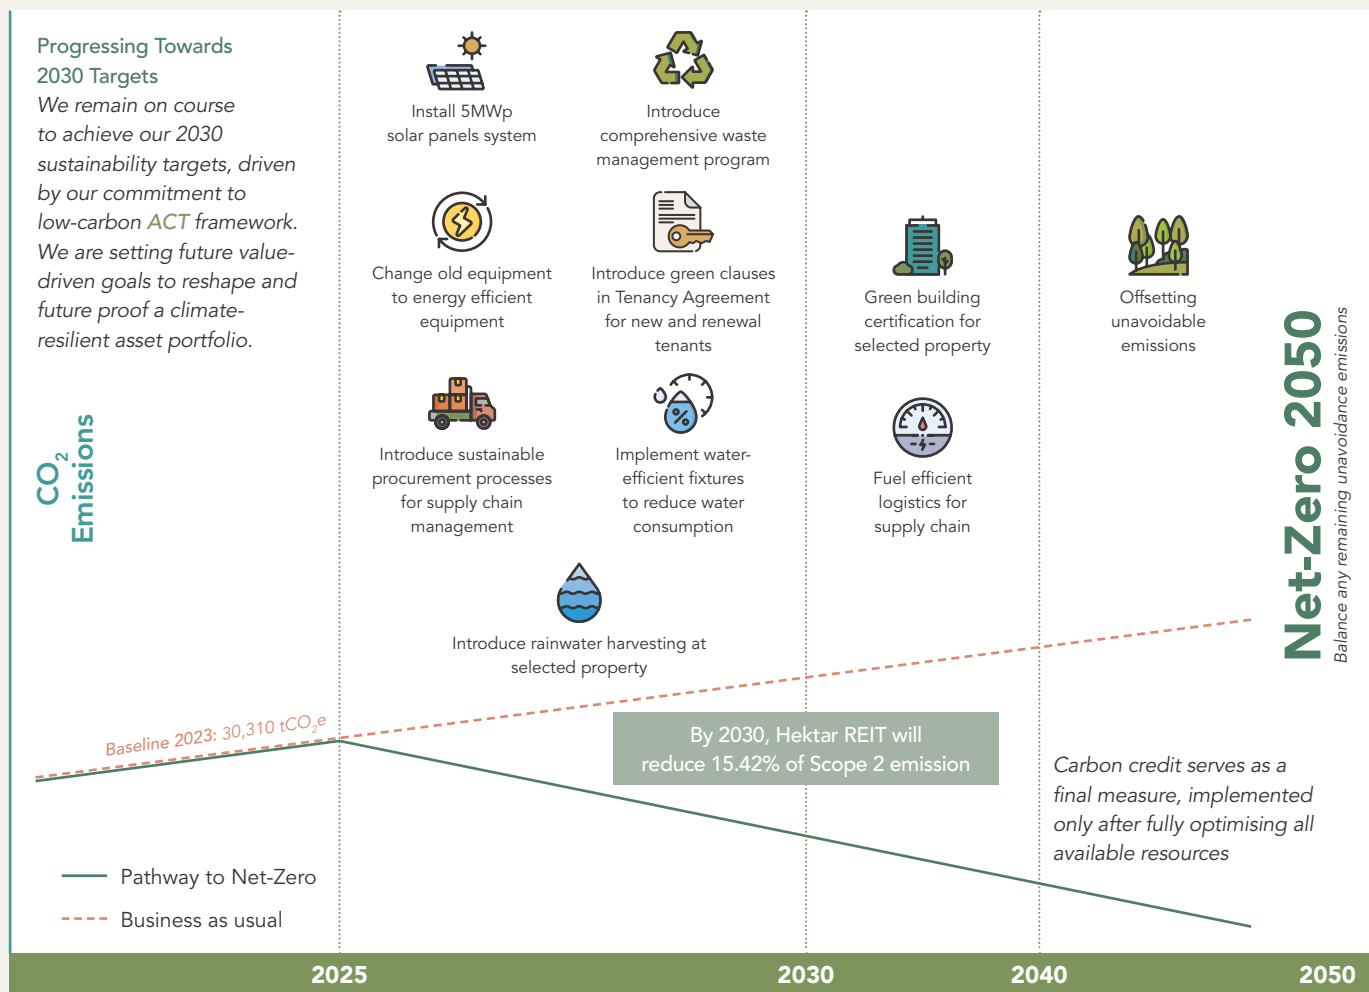 Progressing Towards
2030 Targets
We remain on course
to achieve our 2030
sustainability targets, driven
by our commitment to
low-carbon ACT framework.
We are setting future value-
driven goals to reshape and
future proof a climate-
resilient asset portfolio.
CO2
Emissions
Install 5MWp
solar panels system
Introduce
comprehensive waste
management program
Change old equipment
to energy efficient
equipment
Introduce green clauses
in Tenancy Agreement
for new and renewal
tenants
Green building
certification for
selected property
Offsetting
unavoidable
emissions
Introduce sustainable
procurement processes
for supply chain
management
%
Implement water-
efficient fixtures
to reduce water
consumption
Fuel efficient
logistics for
supply chain
Introduce rainwater harvesting at
selected property
Net-Zero 2050
Balance any remaining unavoidance emissions
Baseline 2023: 30,310 tCO2e
By 2030, Hektar REIT will
reduce 15.42% of Scope 2 emission
Carbon credit serves as a
final measure, implemented
only after fully optimising all
available resources
Pathway to Net-Zero
Business as usual
2025
2030
2040
2050